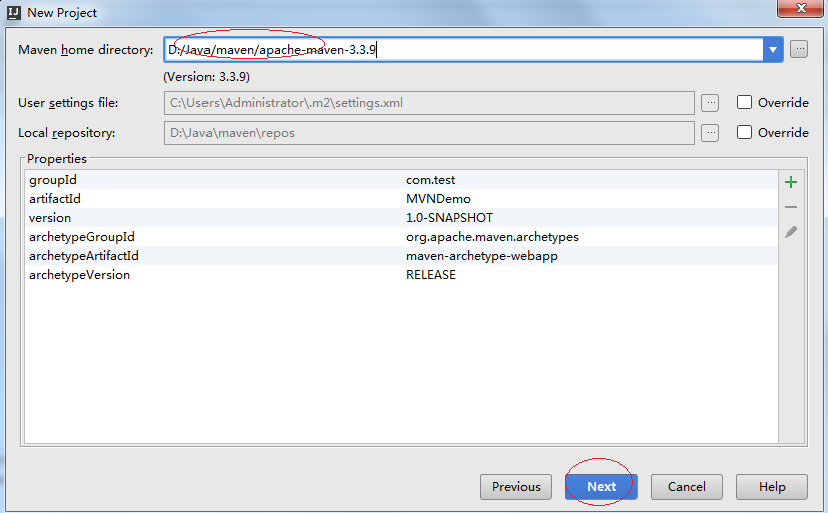 IJ New Project
Maven home directory: D:/Java/maven/apache-maven-3.3.9 ...
(Version: 3.3.9)
User settings file: C:\Users\Administrator\.m2\settings.xml ... Override
Local repository: D:\Java\maven\repos ... Override
Properties
groupId com.test
artifactId MVNDemo
version 1.0-SNAPSHOT
archetypeGroupId org.apache.maven.archetypes
archetypeArtifactId maven-archetype-webapp
archetypeVersion RELEASE
Previous Next Cancel Help